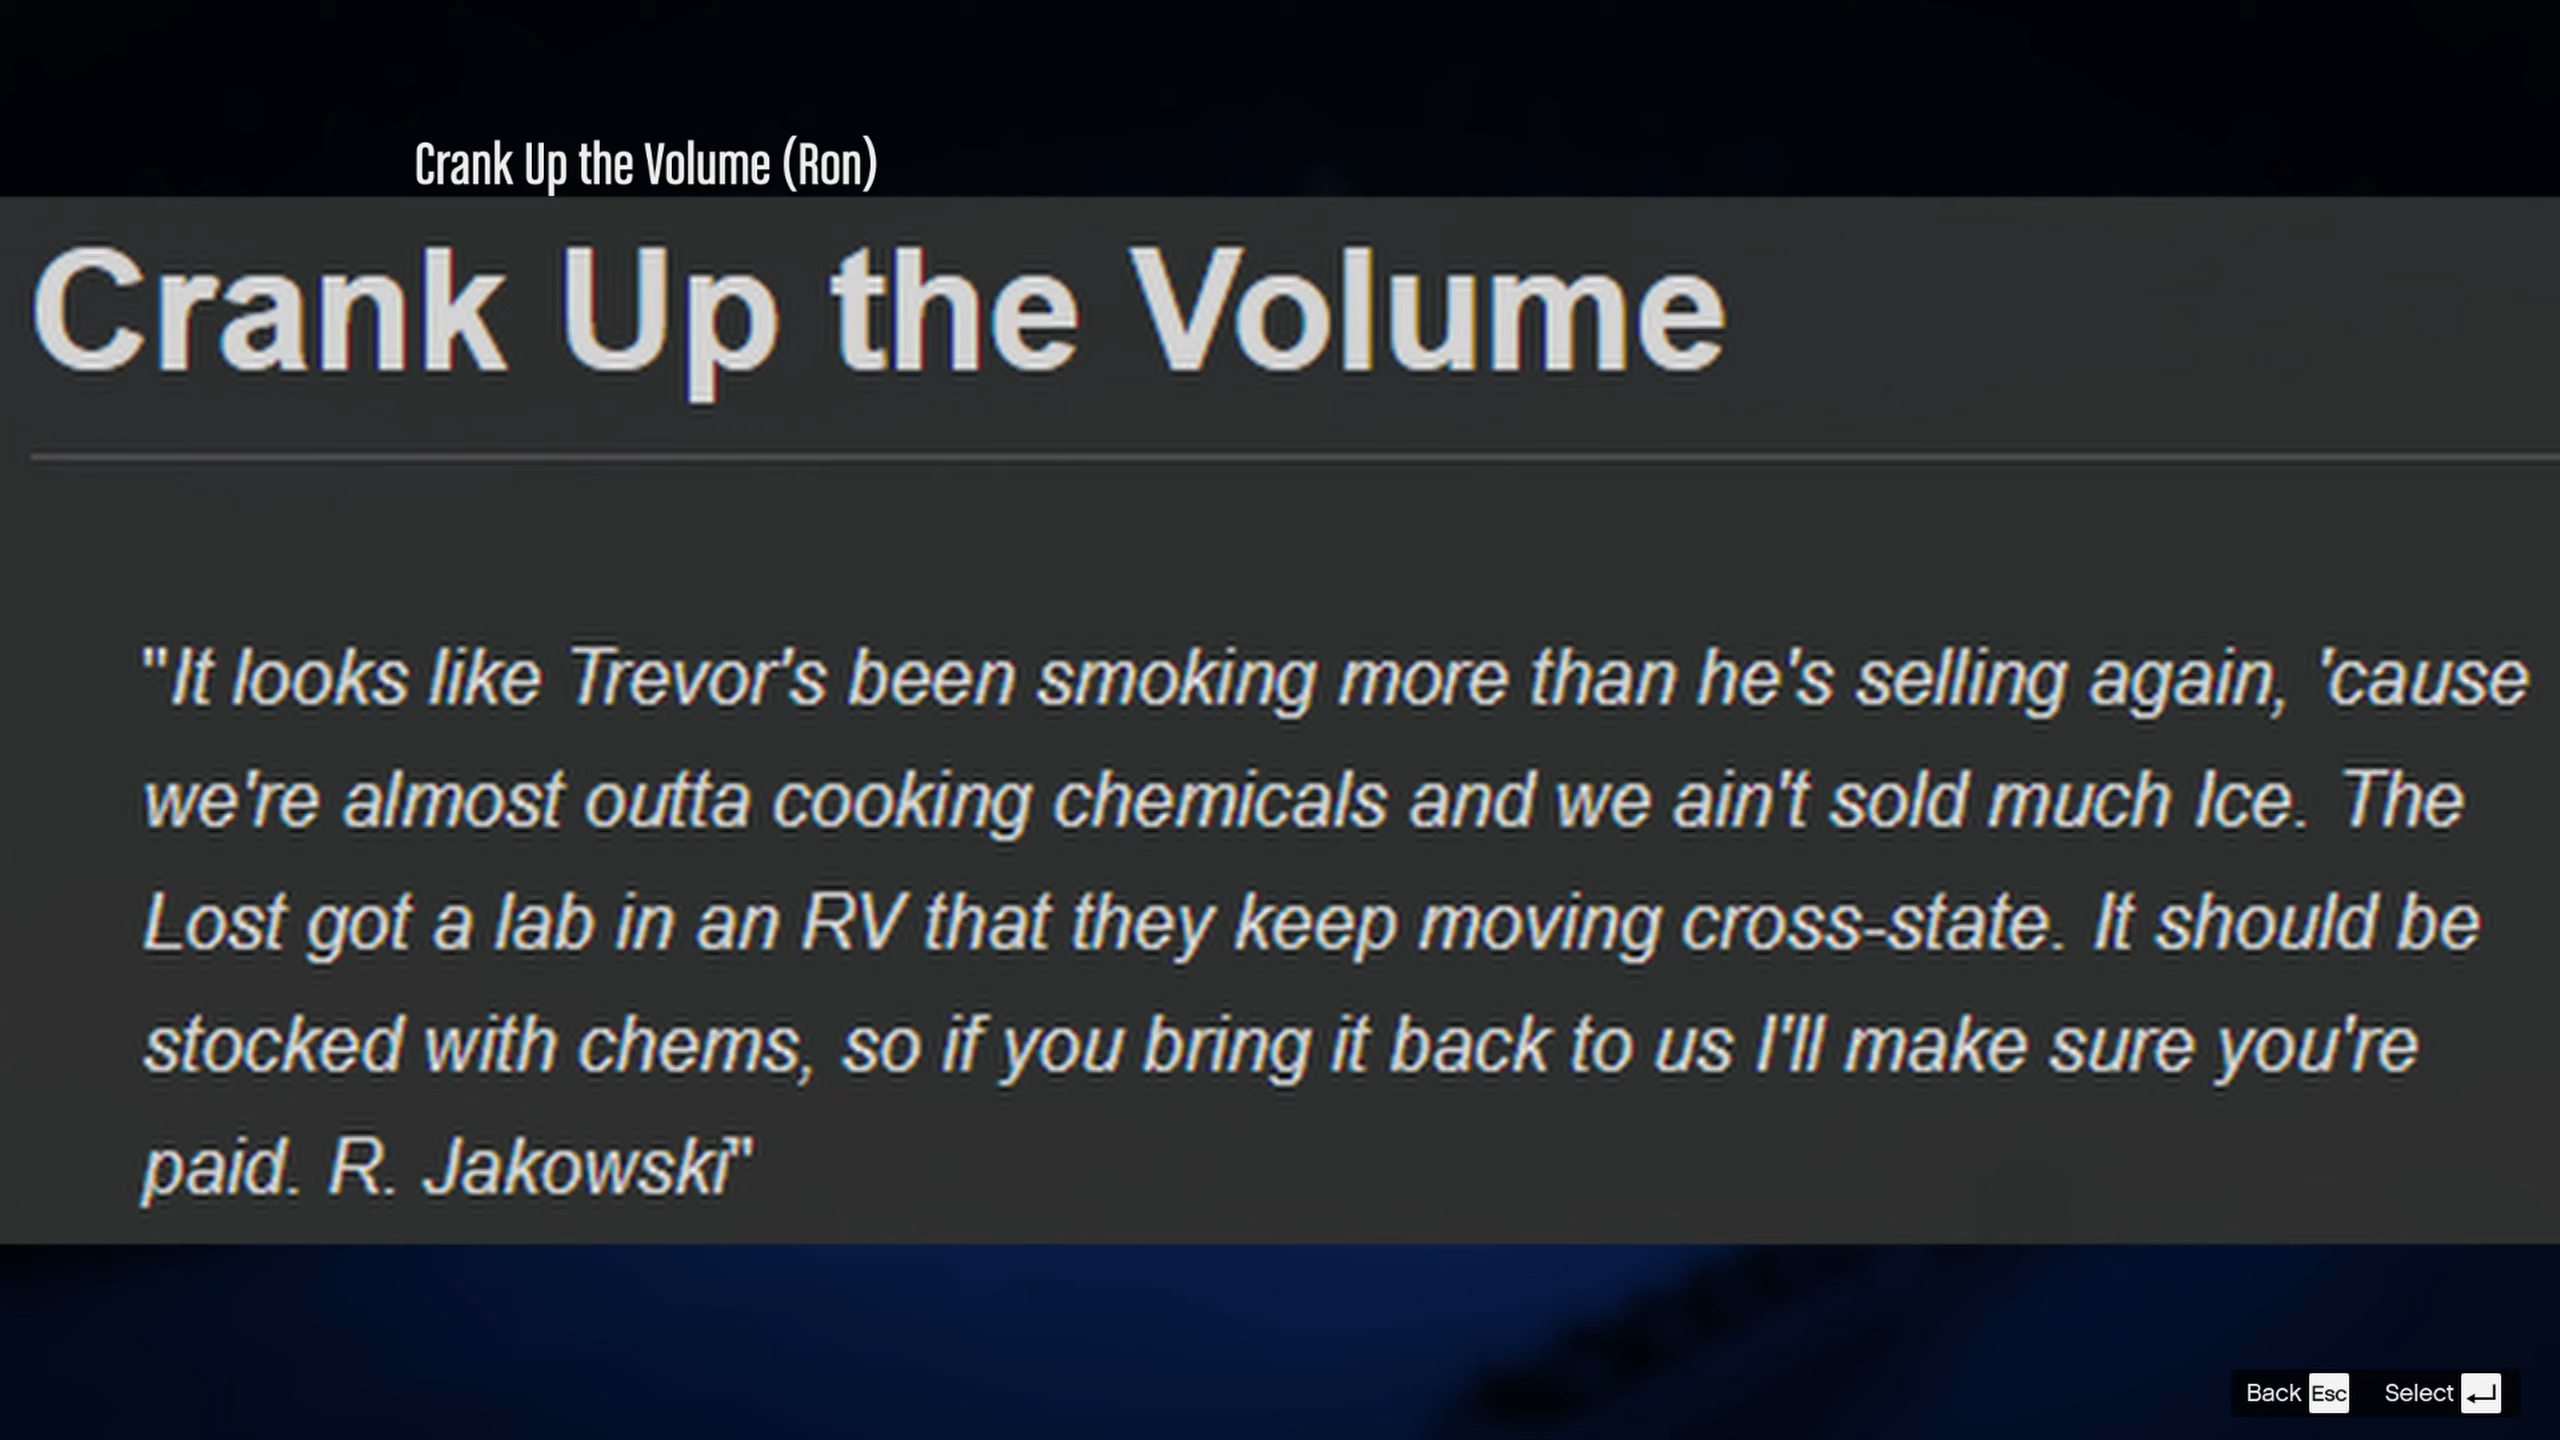 Crank Up the Volume (Ron)
Crank Up the Volume
"It looks like Trevor's been smoking more than he's selling again, 'cause
we're almost outta cooking chemicals and we ain't sold much Ice. The
Lost got a lab in an RV that they keep moving cross-state. It should be
stocked with chems, so if you bring it back to us I'll make sure you're
paid. R. Jakowski"
Back Esc Select